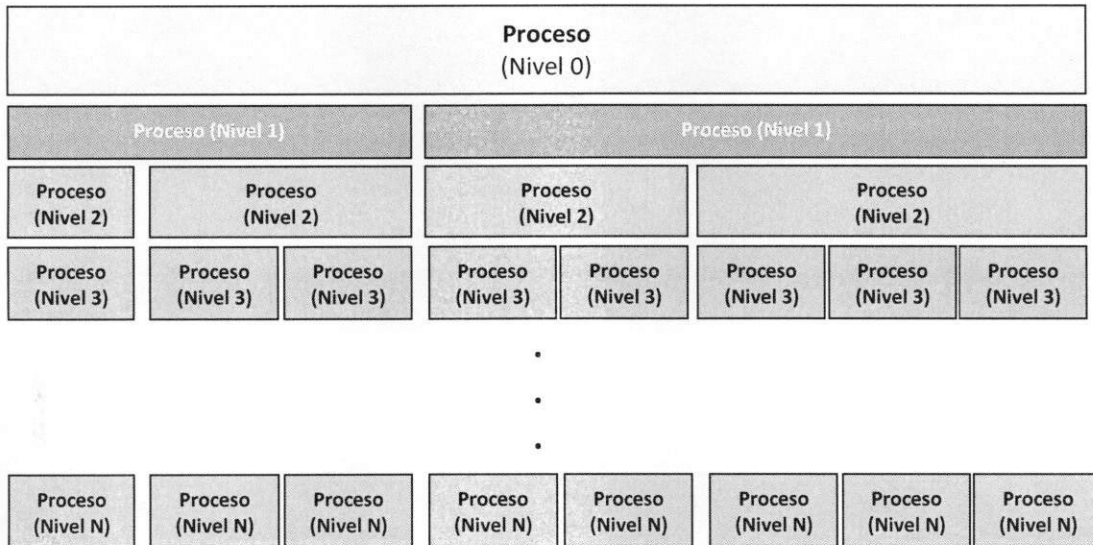 Proceso
(Nivel 0)
Proceso (Nivel 1)
Proceso (Nivel 1)
Proceso
(Nivel 2)
Proceso
(Nivel 2)
Proceso
(Nivel 2)
Proceso
(Nivel 2)
Proceso
(Nivel 3)
Proceso
(Nivel 3)
Proceso
(Nivel 3)
Proceso
(Nivel 3)
Proceso
(Nivel 3)
Proceso
(Nivel 3)
Proceso
(Nivel 3)
Proceso
(Nivel 3)
.
.
.
Proceso
(Nivel N)
Proceso
(Nivel N)
Proceso
(Nivel N)
Proceso
(Nivel N)
Proceso
(Nivel N)
Proceso
(Nivel N)
Proceso
(Nivel N)
Proceso
(Nivel N)